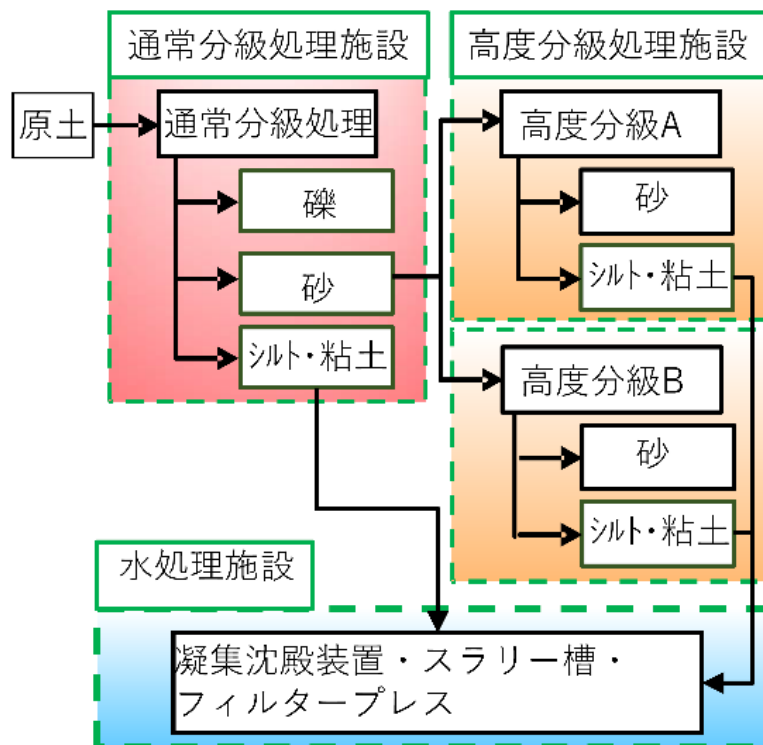 通常分級処理施設
高度分級処理施設
原土
通常分級処理
礫
砂
ｼﾙﾄ・粘土
高度分級A
砂
ｼﾙﾄ・粘土
高度分級B
砂
ｼﾙﾄ・粘土
水処理施設
凝集沈殿装置・スラリー槽・
フィルタープレス